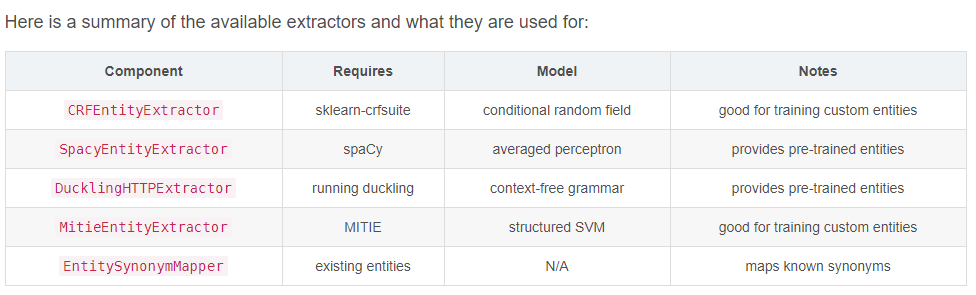 Here is a summary of the available extractors and what they are used for:
Component Requires Model Notes
CRFEntityExtractor sklearn-crfsuite conditional random field good for training custom entities
SpacyEntityExtractor spaCy averaged perceptron provides pre-trained entities
DucklingHTTPExtractor running duckling context-free grammar provides pre-trained entities
MitieEntityExtractor MITIE structured SVM good for training custom entities
EntitySynonymMapper existing entities N/A maps known synonyms